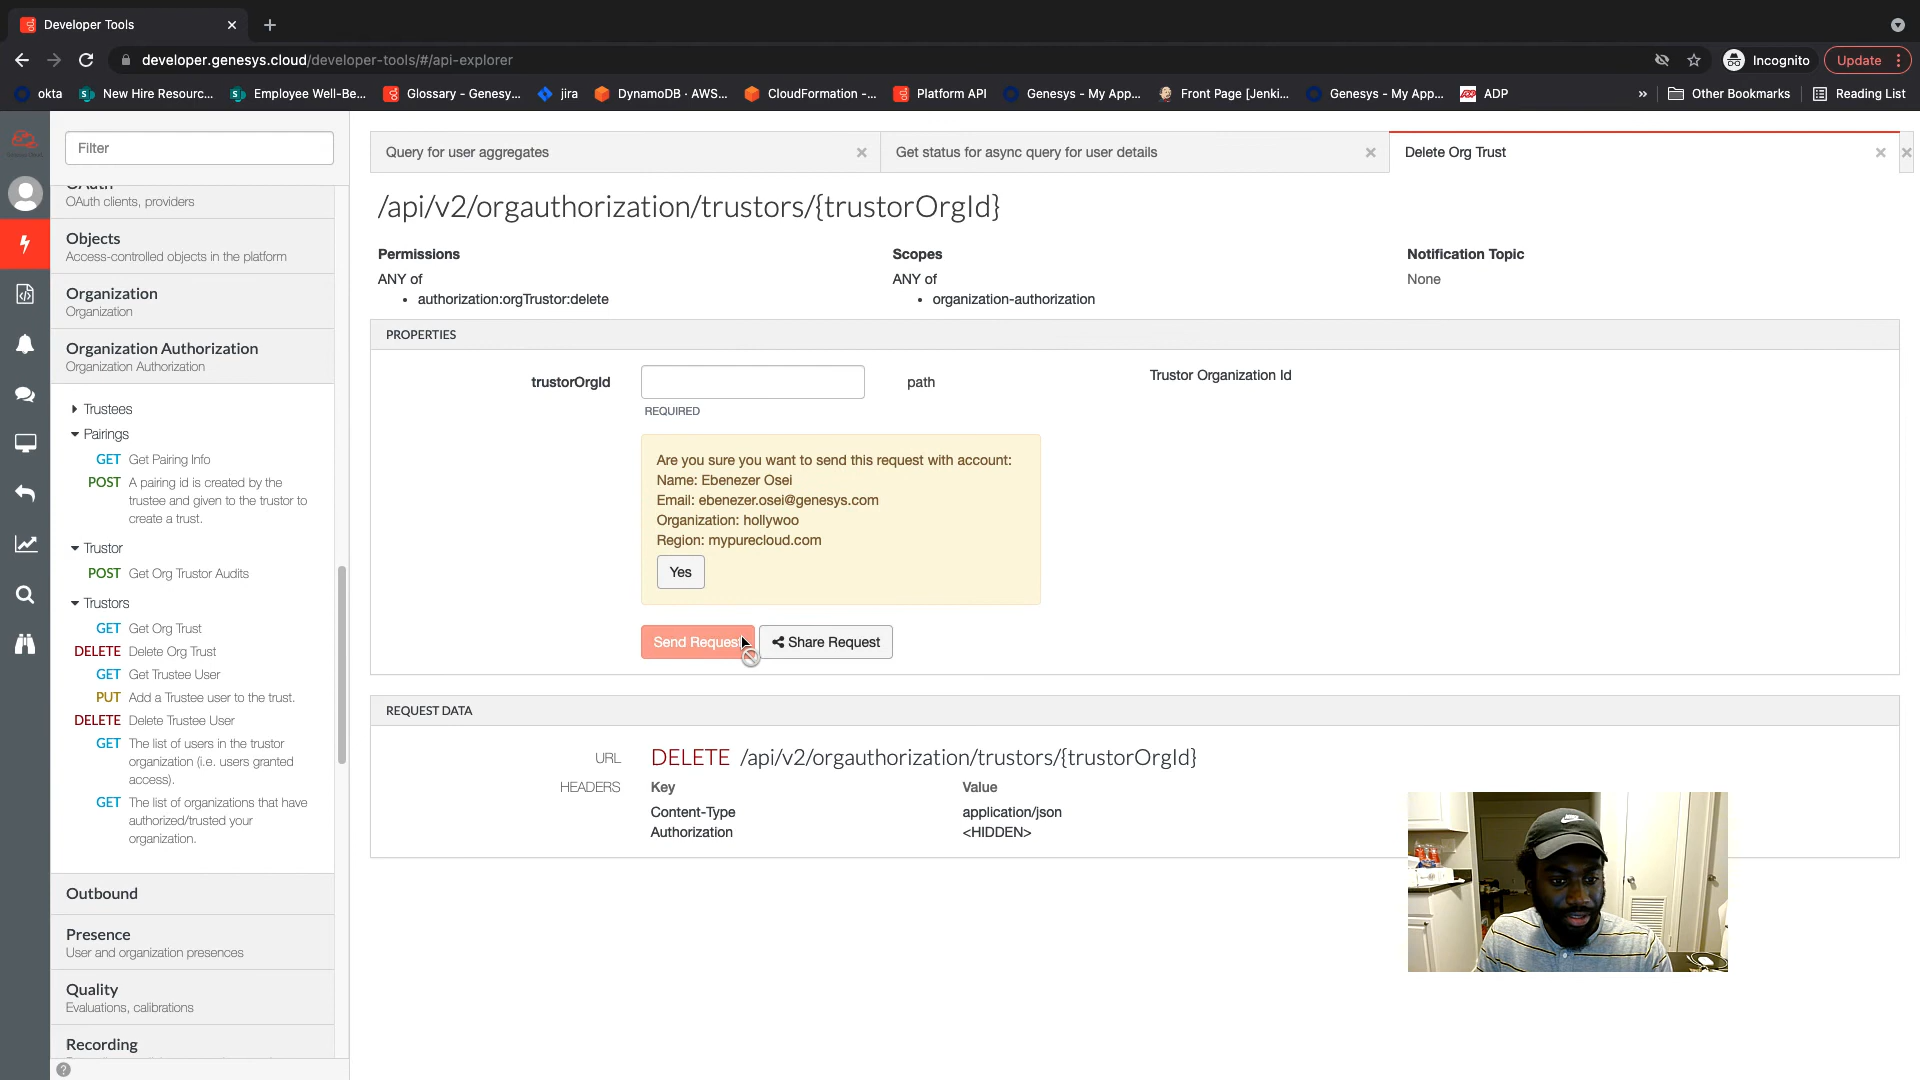 Developer Tools
developer.genesys.cloud/developer-tools/#/api-explorer
Incognito
Update
okta
New Hire Resourc...
Employee Well-Be...
Glossary - Genesy...
jira
DynamoDB · AWS...
CloudFormation -...
Platform API
Genesys - My App...
Front Page [Jenki...
Genesys - My App...
ADP
»
Other Bookmarks
Reading List
Filter
OAuth
OAuth clients, providers
Objects
Access-controlled objects in the platform
Organization
Organization
Organization Authorization
Organization Authorization
Trustees
Pairings
GET Get Pairing Info
POST A pairing id is created by the
trustee and given to the trustor to
create a trust.
Trustor
POST Get Org Trustor Audits
Trustors
GET Get Org Trust
DELETE Delete Org Trust
GET Get Trustee User
PUT Add a Trustee user to the trust.
DELETE Delete Trustee User
GET The list of users in the trustor
organization (i.e. users granted
access).
GET The list of organizations that have
authorized/trusted your
organization.
Outbound
Presence
User and organization presences
Quality
Evaluations, calibrations
Recording
Query for user aggregates
Get status for async query for user details
Delete Org Trust
/api/v2/orgauthorization/trustors/{trustorOrgId}
Permissions
ANY of
• authorization:orgTrustor:delete
Scopes
ANY of
• organization-authorization
Notification Topic
None
PROPERTIES
trustorOrgId
REQUIRED
path
Trustor Organization Id
Are you sure you want to send this request with account:
Name: Ebenezer Osei
Email: ebenezer.osei@genesys.com
Organization: hollywoo
Region: mypurecloud.com
Yes
Send Request
Share Request
REQUEST DATA
URL DELETE /api/v2/orgauthorization/trustors/{trustorOrgId}
HEADERS Key Value
Content-Type application/json
Authorization <HIDDEN>